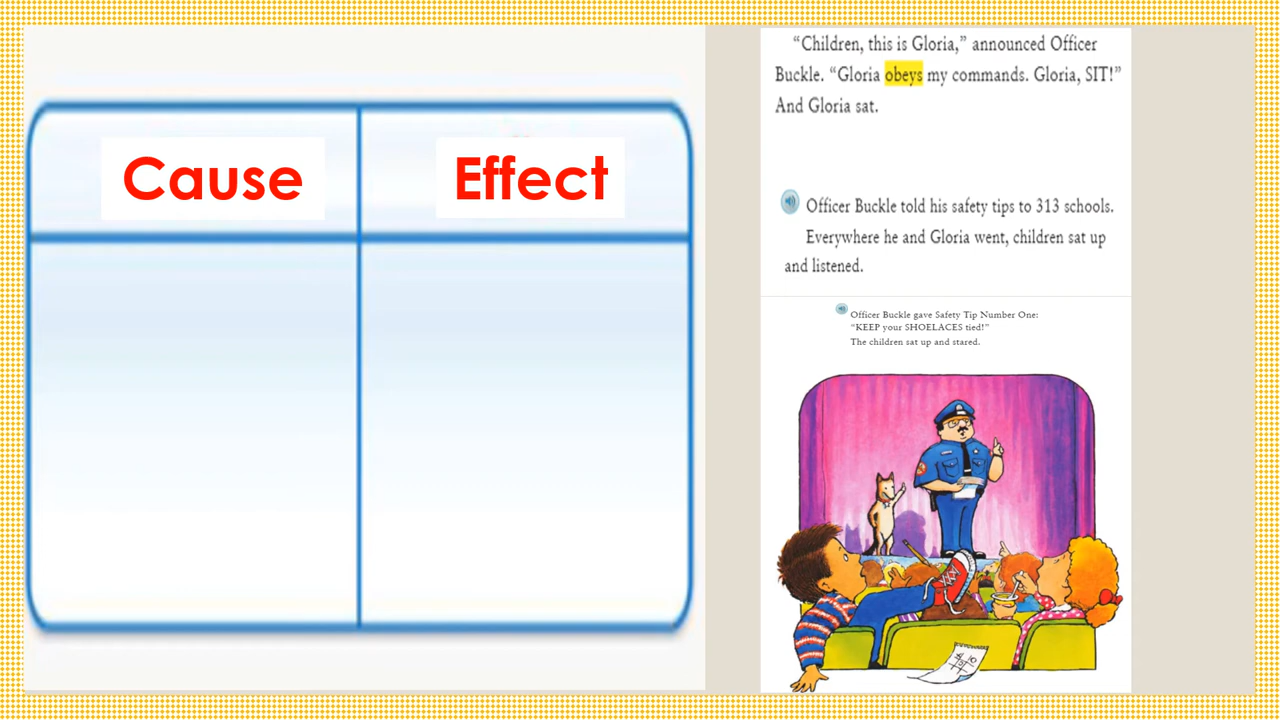 Cause
Effect
“Children, this is Gloria,” announced Officer
Buckle. “Gloria obeys my commands. Gloria, SIT!”
And Gloria sat.
Officer Buckle told his safety tips to 313 schools.
Everywhere he and Gloria went, children sat up
and listened.
Officer Buckle gave Safety Tip Number One:
“KEEP your SHOELACES tied!”
The children sat up and stared.